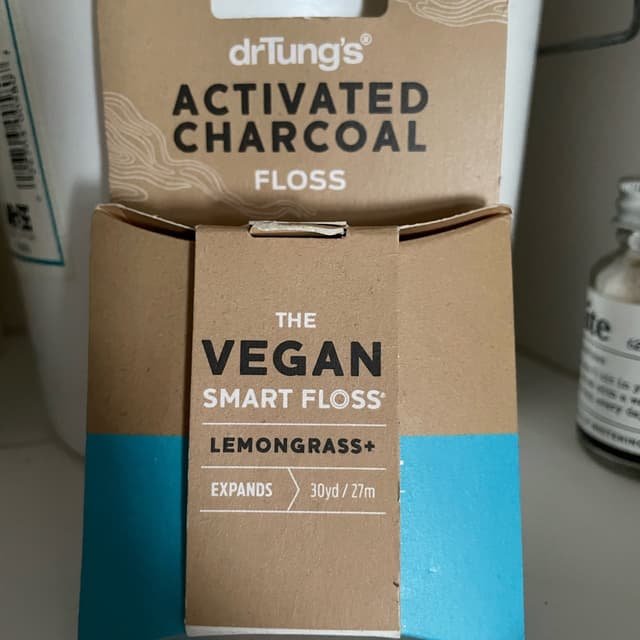 drTung's®
ACTIVATED
CHARCOAL
FLOSS
THE
VEGAN
SMART FLOSS®
LEMONGRASS+
EXPANDS 30yd / 27m